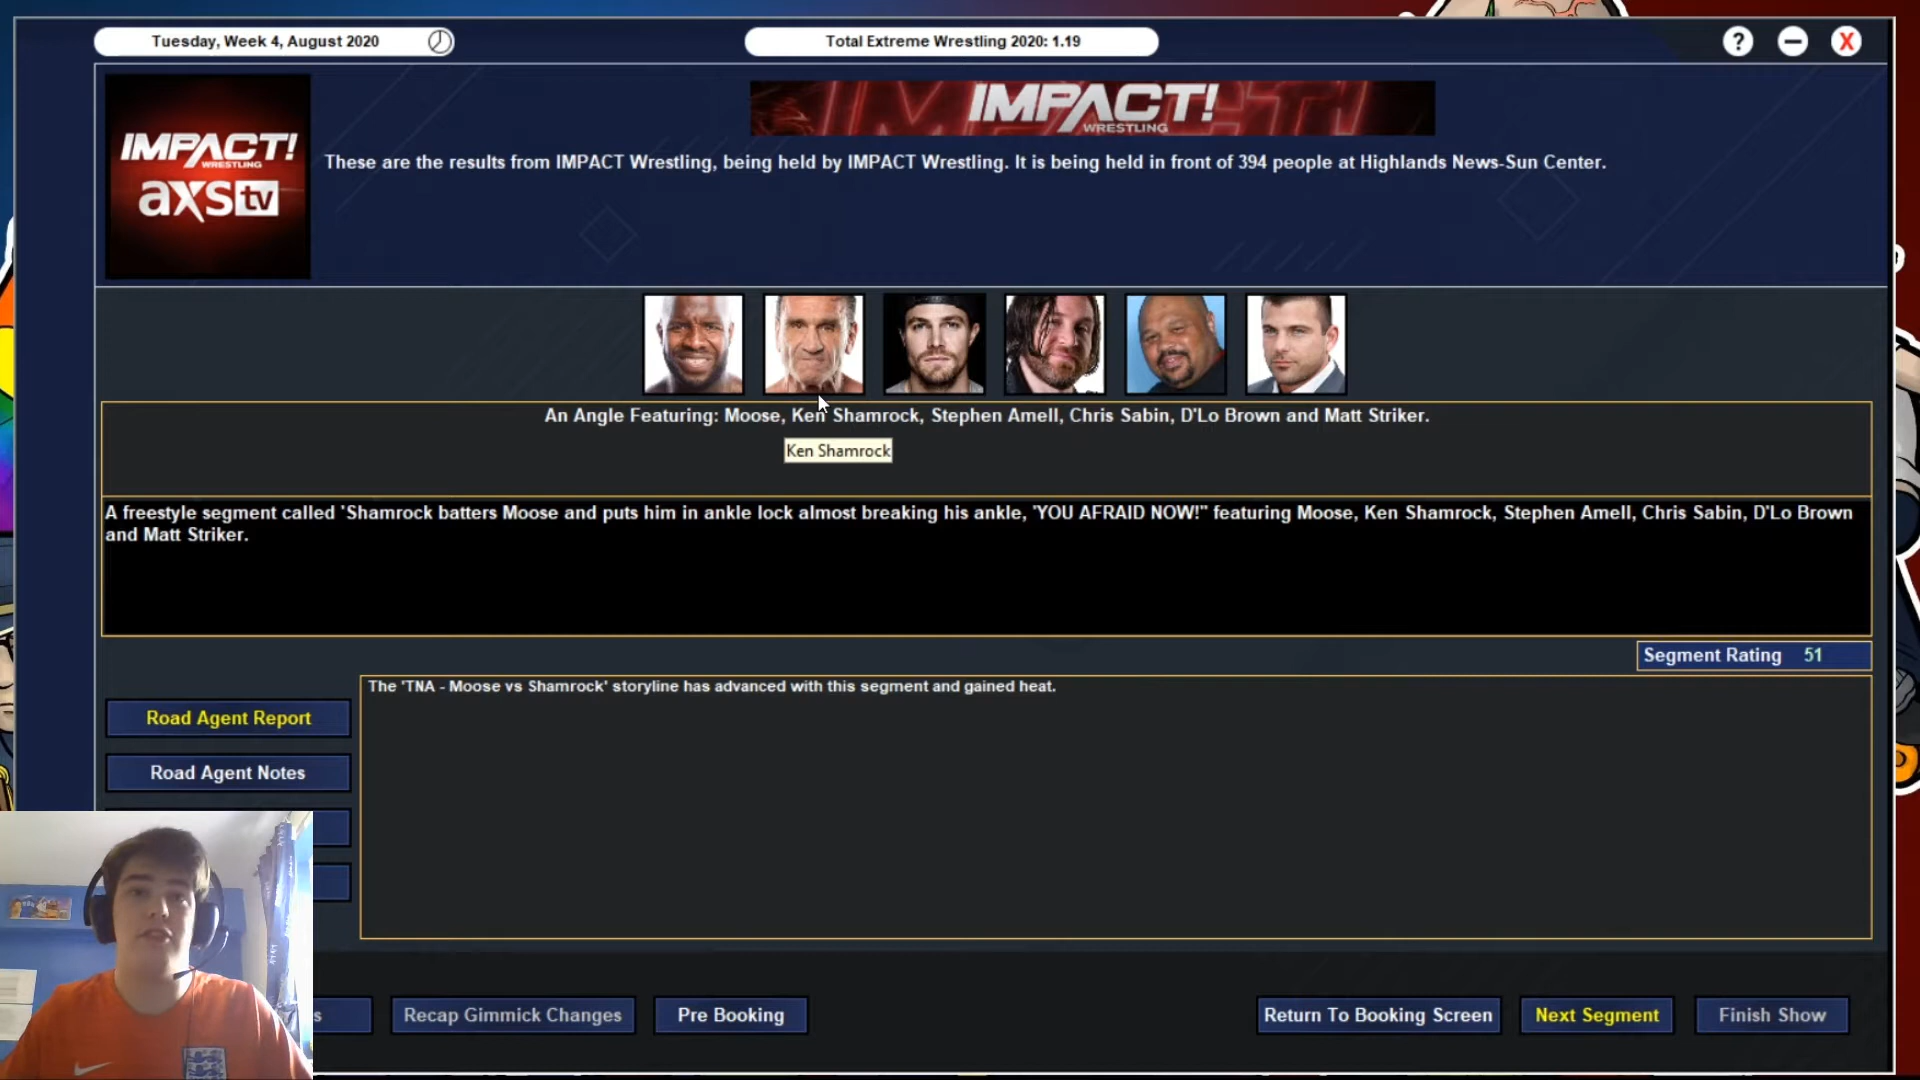 Tuesday, Week 4, August 2020
Total Extreme Wrestling 2020: 1.19
?
X
IMPACT!
WRESTLING
axs tv
IMPACT!
WRESTLING
These are the results from IMPACT Wrestling, being held by IMPACT Wrestling. It is being held in front of 394 people at Highlands News-Sun Center.
An Angle Featuring: Moose, Ken Shamrock, Stephen Amell, Chris Sabin, D'Lo Brown and Matt Striker.
Ken Shamrock
A freestyle segment called 'Shamrock batters Moose and puts him in ankle lock almost breaking his ankle, 'YOU AFRAID NOW!'' featuring Moose, Ken Shamrock, Stephen Amell, Chris Sabin, D'Lo Brown
and Matt Striker.
Segment Rating 51
The 'TNA - Moose vs Shamrock' storyline has advanced with this segment and gained heat.
Road Agent Report
Road Agent Notes
s
Recap Gimmick Changes
Pre Booking
Return To Booking Screen
Next Segment
Finish Show